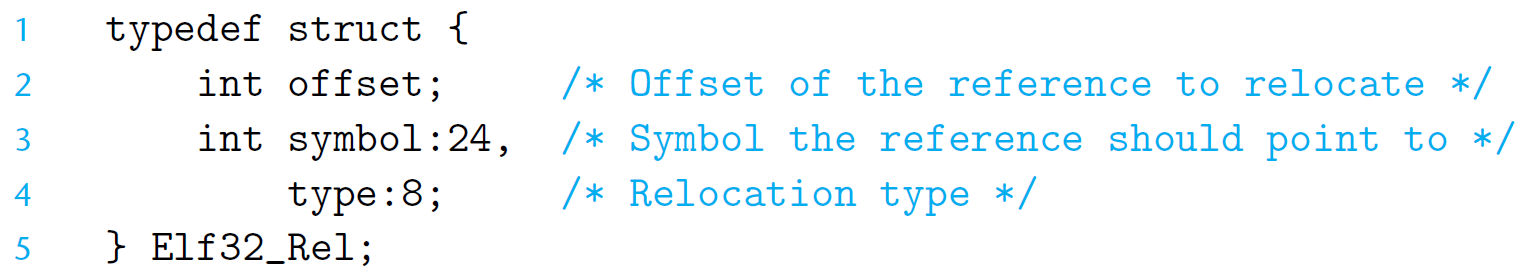 1 typedef struct {
2 int offset; /* Offset of the reference to relocate */
3 int symbol:24, /* Symbol the reference should point to */
4 type:8; /* Relocation type */
5 } Elf32_Rel;